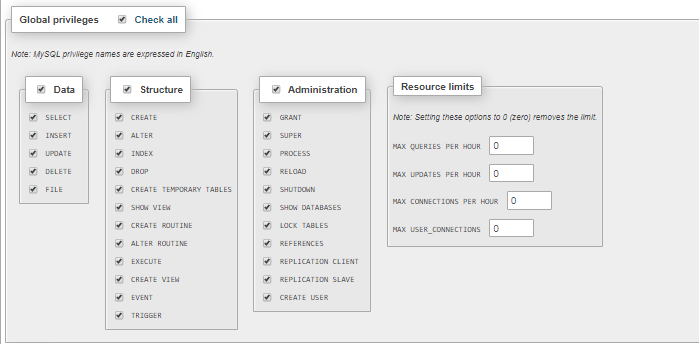 Global privileges Check all
Note: MySQL privilege names are expressed in English.
Data
SELECT
INSERT
UPDATE
DELETE
FILE
Structure
CREATE
ALTER
INDEX
DROP
CREATE TEMPORARY TABLES
SHOW VIEW
CREATE ROUTINE
ALTER ROUTINE
EXECUTE
CREATE VIEW
EVENT
TRIGGER
Administration
GRANT
SUPER
PROCESS
RELOAD
SHUTDOWN
SHOW DATABASES
LOCK TABLES
REFERENCES
REPLICATION CLIENT
REPLICATION SLAVE
CREATE USER
Resource limits
Note: Setting these options to 0 (zero) removes the limit.
MAX QUERIES PER HOUR 0
MAX UPDATES PER HOUR 0
MAX CONNECTIONS PER HOUR 0
MAX USER_CONNECTIONS 0